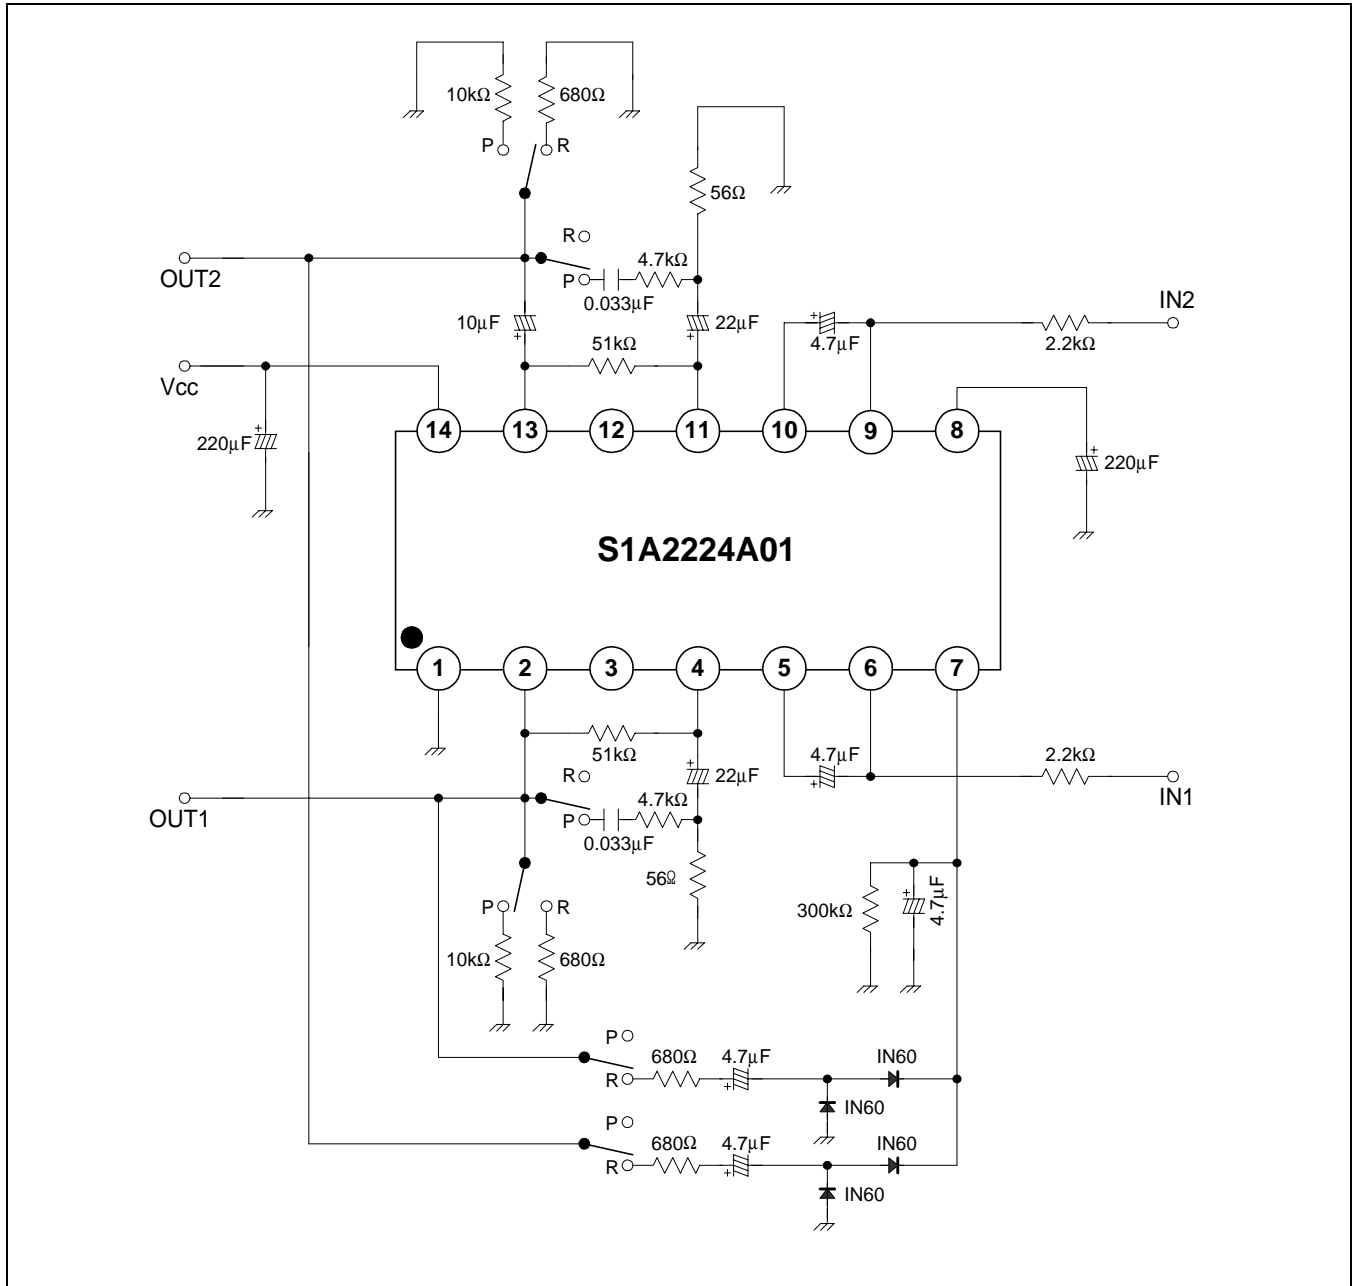 10kΩ
680Ω
P
R
56Ω
R
OUT2
4.7kΩ
P
0.033µF
IN2
10µF
22µF
4.7µF
2.2kΩ
51kΩ
Vcc
+
+
+
+
+
220µF
14
13
12
11
10
9
8
220µF
S1A2224A01
1
2
3
4
5
6
7
51kΩ
4.7µF
2.2kΩ
+
+
R
22µF
IN1
OUT1
4.7kΩ
P
0.033µF
56Ω
P
R
300kΩ
+
4.7µF
10kΩ
680Ω
P
680Ω
4.7µF
IN60
R
+
IN60
P
680Ω
4.7µF
IN60
R
+
IN60